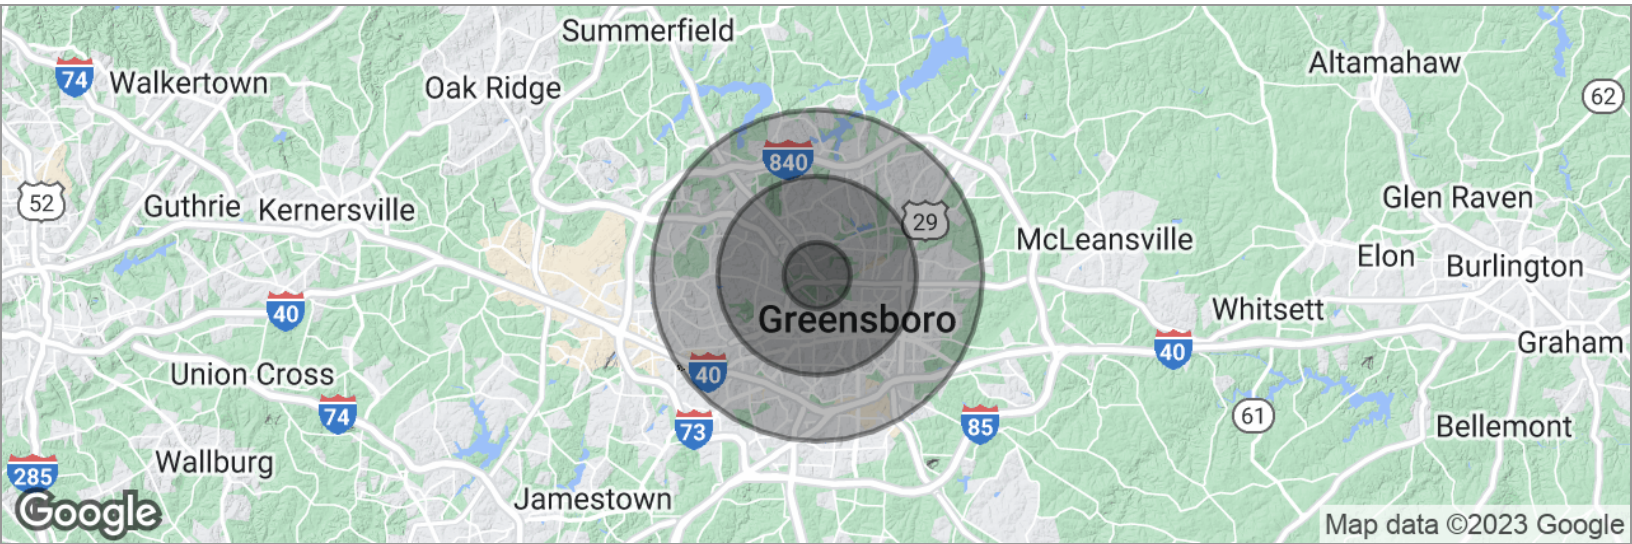 Summerfield
Altamahaw
74
Walkertown
Oak Ridge
62
840
52
Guthrie
Kernersville
Glen Raven
29
McLeansville
Elon
Burlington
40
Greensboro
Whitsett
40
Graham
Union Cross
40
74
73
85
61
Bellemont
Wallburg
285
Jamestown
Google
Map data ©2023 Google